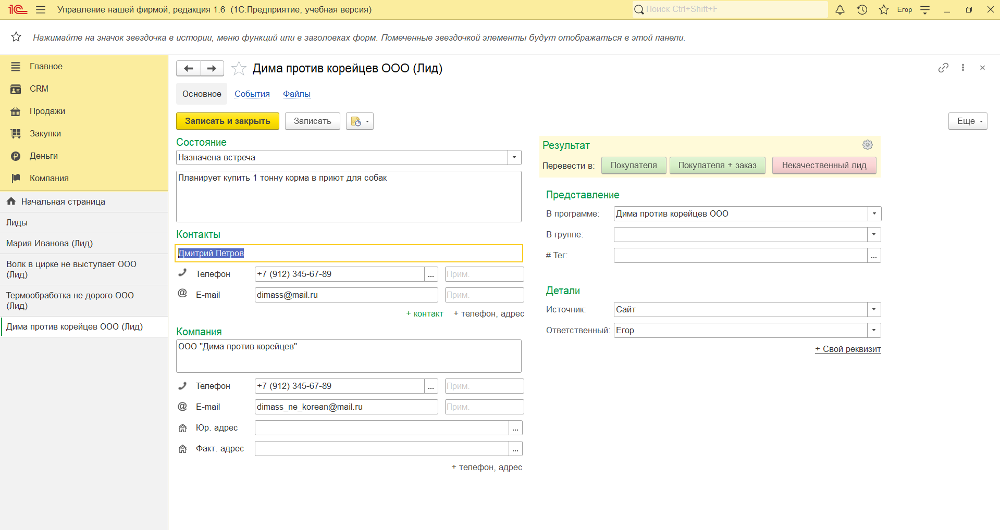 1С Управление нашей фирмой, редакция 1.6 (1С:Предприятие, учебная версия)
Поиск Ctrl+Shift+F
Егор
Нажимайте на значок звездочка в истории, меню функций или в заголовках форм. Помеченные звездочкой элементы будут отображаться в этой панели.
Главное
CRM
Продажи
Закупки
Деньги
Компания
Начальная страница
Лиды
Мария Иванова (Лид)
Волк в цирке не выступает ООО
(Лид)
Термообработка не дорого ООО
(Лид)
Дима против корейцев ООО (Лид)
Дима против корейцев ООО (Лид)
Основное События Файлы
Записать и закрыть Записать Еще
Состояние
Назначена встреча
Планирует купить 1 тонну корма в приют для собак
Контакты
Дмитрий Петров
Телефон +7 (912) 345-67-89 ... Прим.
@ E-mail dimass@mail.ru Прим.
+ контакт + телефон, адрес
Компания
ООО "Дима против корейцев"
Телефон +7 (912) 345-67-89 ... Прим.
@ E-mail dimass_ne_korean@mail.ru Прим.
Юр. адрес ...
Факт. адрес ...
+ телефон, адрес
Результат
Перевести в: Покупателя Покупателя + заказ Некачественный лид
Представление
В программе: Дима против корейцев ООО
В группе:
# Тег: ...
Детали
Источник: Сайт
Ответственный: Егор
+ Свой реквизит